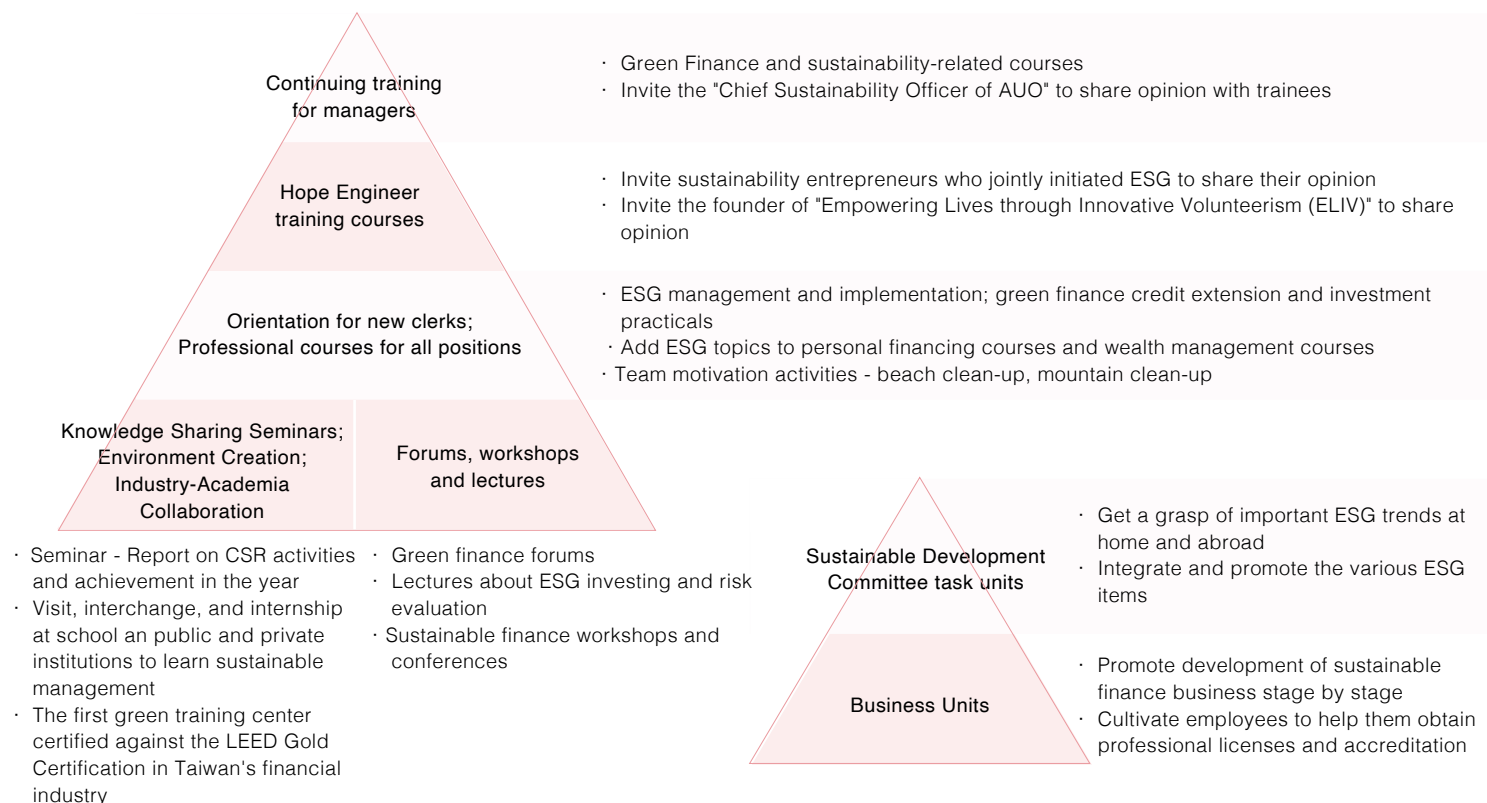 Continuing training
for managers
· Green Finance and sustainability-related courses
· Invite the "Chief Sustainability Officer of AUO" to share opinion with trainees
Hope Engineer
training courses
· Invite sustainability entrepreneurs who jointly initiated ESG to share their opinion
· Invite the founder of "Empowering Lives through Innovative Volunteerism (ELIV)" to share
opinion
Orientation for new clerks;
Professional courses for all positions
· ESG management and implementation; green finance credit extension and investment
practicals
· Add ESG topics to personal financing courses and wealth management courses
· Team motivation activities - beach clean-up, mountain clean-up
Knowledge Sharing Seminars;
Environment Creation;
Industry-Academia
Collaboration
Forums, workshops
and lectures
· Seminar - Report on CSR activities
and achievement in the year
· Visit, interchange, and internship
at school an public and private
institutions to learn sustainable
management
· The first green training center
certified against the LEED Gold
Certification in Taiwan's financial
industry
· Green finance forums
· Lectures about ESG investing and risk
evaluation
· Sustainable finance workshops and
conferences
Sustainable Development
Committee task units
· Get a grasp of important ESG trends at
home and abroad
· Integrate and promote the various ESG
items
Business Units
· Promote development of sustainable
finance business stage by stage
· Cultivate employees to help them obtain
professional licenses and accreditation